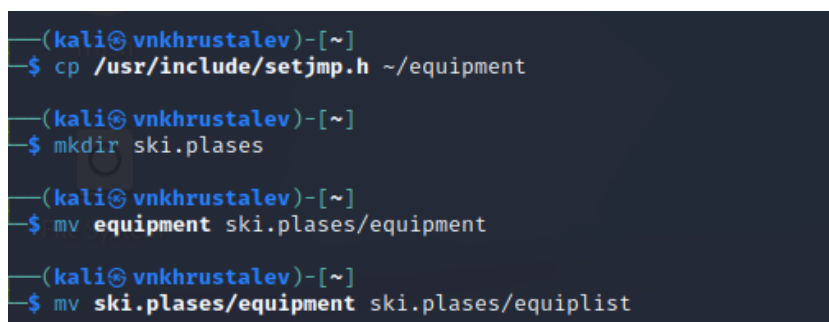 ──(kali㉿vnkhrustalev)-[~]
─$ cp /usr/include/setjmp.h ~/equipment
──(kali㉿vnkhrustalev)-[~]
─$ mkdir ski.plases
──(kali㉿vnkhrustalev)-[~]
─$ mv equipment ski.plases/equipment
──(kali㉿vnkhrustalev)-[~]
─$ mv ski.plases/equipment ski.plases/equiplist